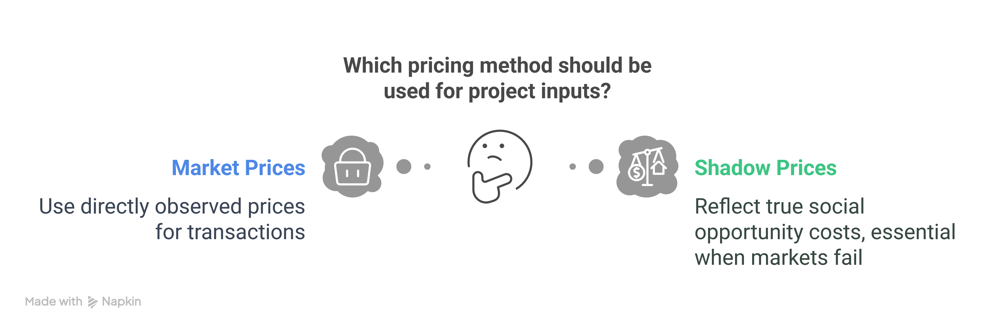 Which pricing method should be
used for project inputs?
Market Prices
Use directly observed prices
for transactions
$
Shadow Prices
Reflect true social
opportunity costs, essential
when markets fail
Made with Napkin